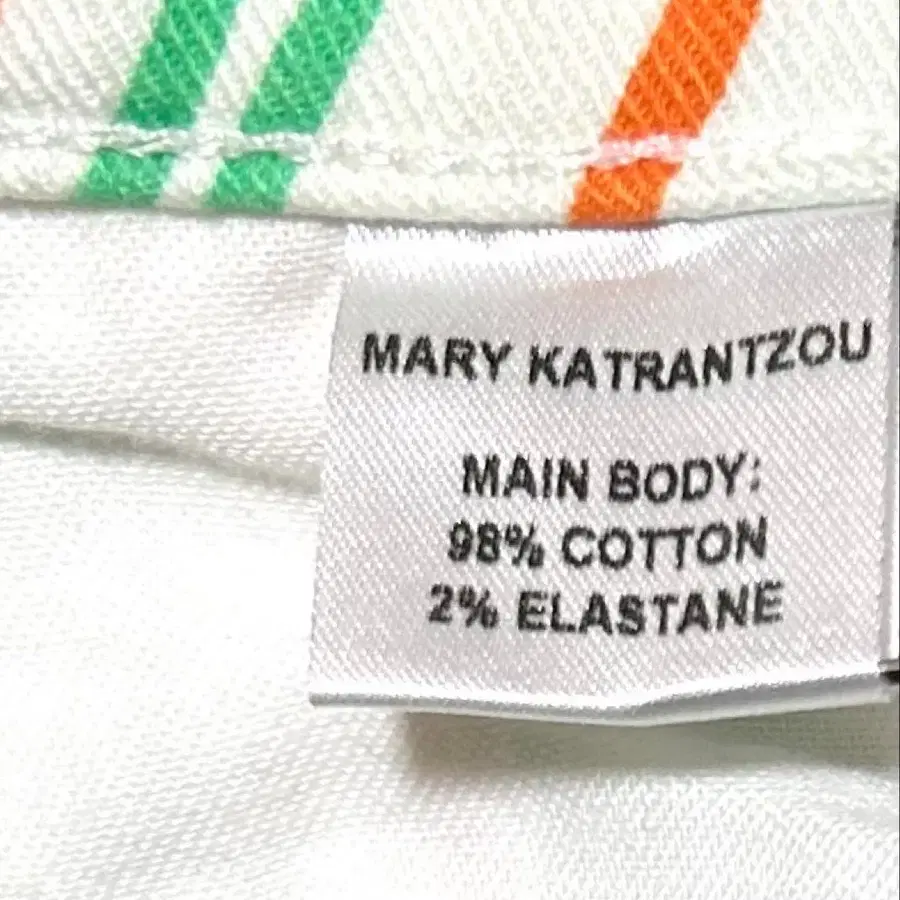 MARY KATRANTZOU
MAIN BODY:
98% COTTON
2% ELASTANE